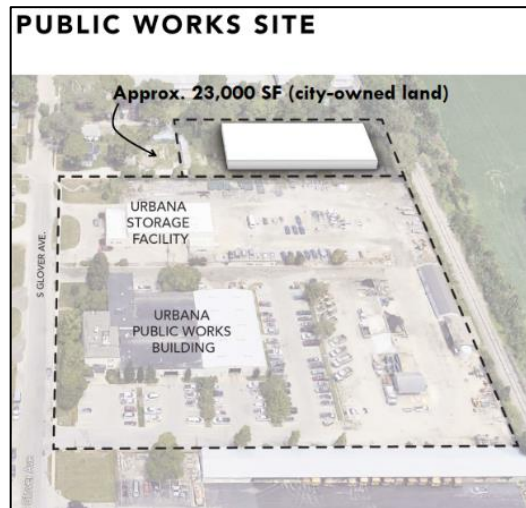 PUBLIC WORKS SITE
Approx. 23,000 SF (city-owned land)
URBANA
STORAGE
FACILITY
S GLOVER AVE.
URBANA
PUBLIC WORKS
BUILDING